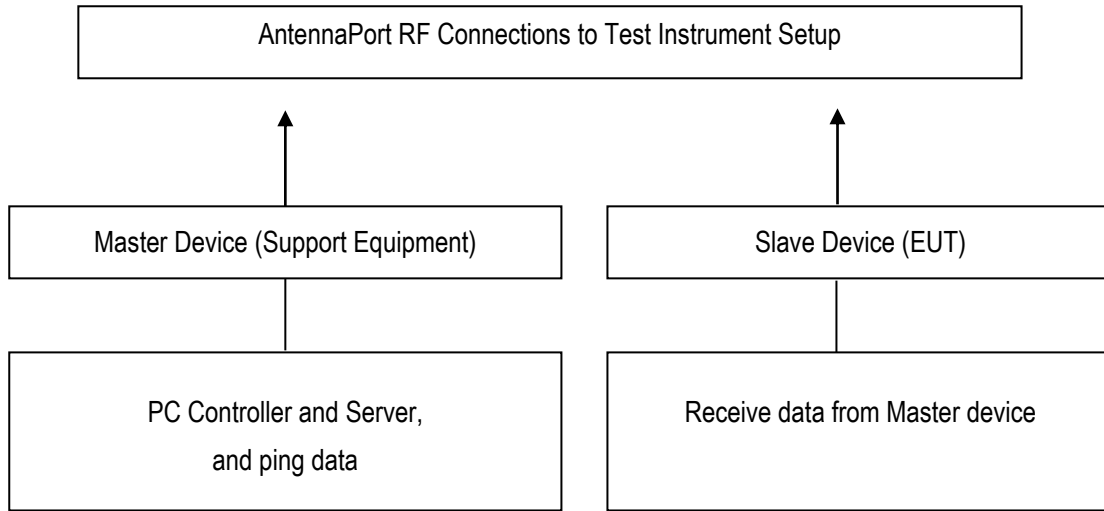 AntennaPort RF Connections to Test Instrument Setup
Master Device (Support Equipment)
Slave Device (EUT)
PC Controller and Server,
and ping data
Receive data from Master device